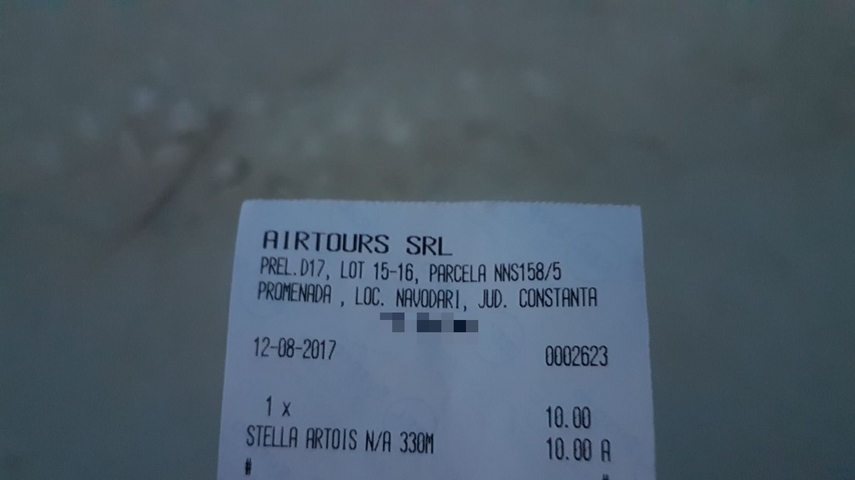 AIRTOURS SRL
PREL.D17, LOT 15-16, PARCELA NNS158/5
PROMENADA , LOC. NAVODARI, JUD. CONSTANTA
12-08-2017 0002623
1 x 10.00
STELLA ARTOIS N/A 330M 10.00 A
#